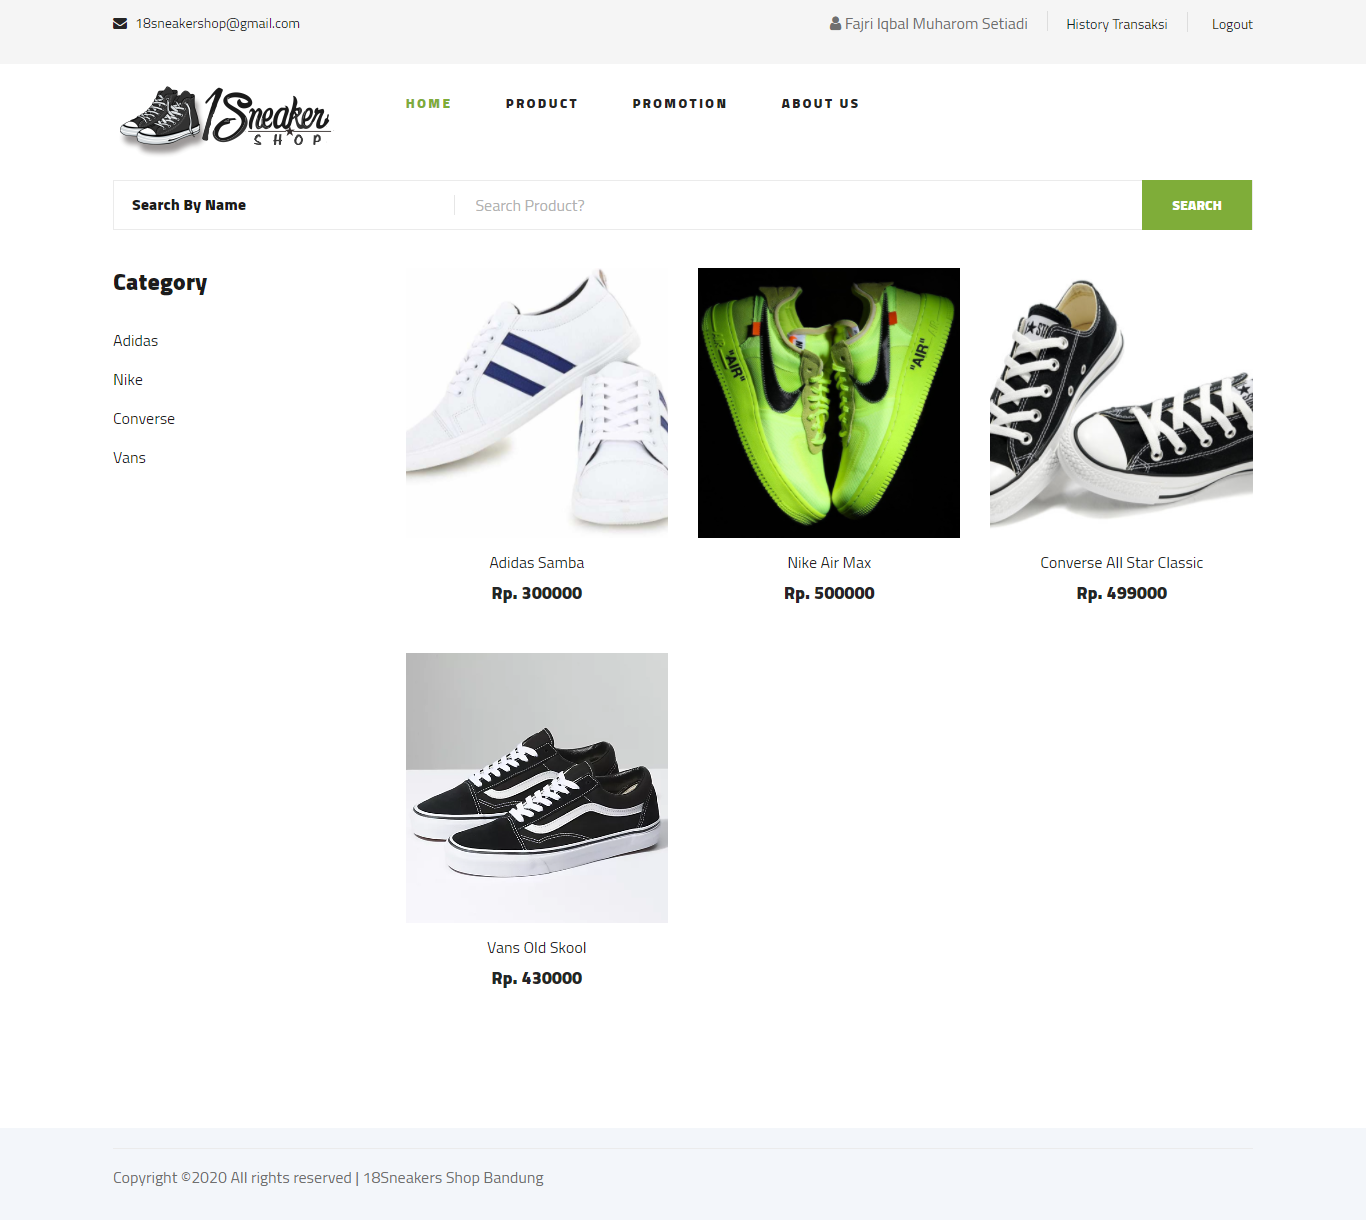 18sneakershop@gmail.com
Fajri Iqbal Muharom Setiadi
History Transaksi
Logout
1Sneaker
SHOP
HOME
PRODUCT
PROMOTION
ABOUT US
Search By Name
Search Product?
SEARCH
Category
Adidas
Nike
Converse
Vans
"AIR"
"AIR"
STAR
Adidas Samba
Rp. 300000
Nike Air Max
Rp. 500000
Converse All Star Classic
Rp. 499000
Vans Old Skool
Rp. 430000
Copyright ©2020 All rights reserved | 18Sneakers Shop Bandung